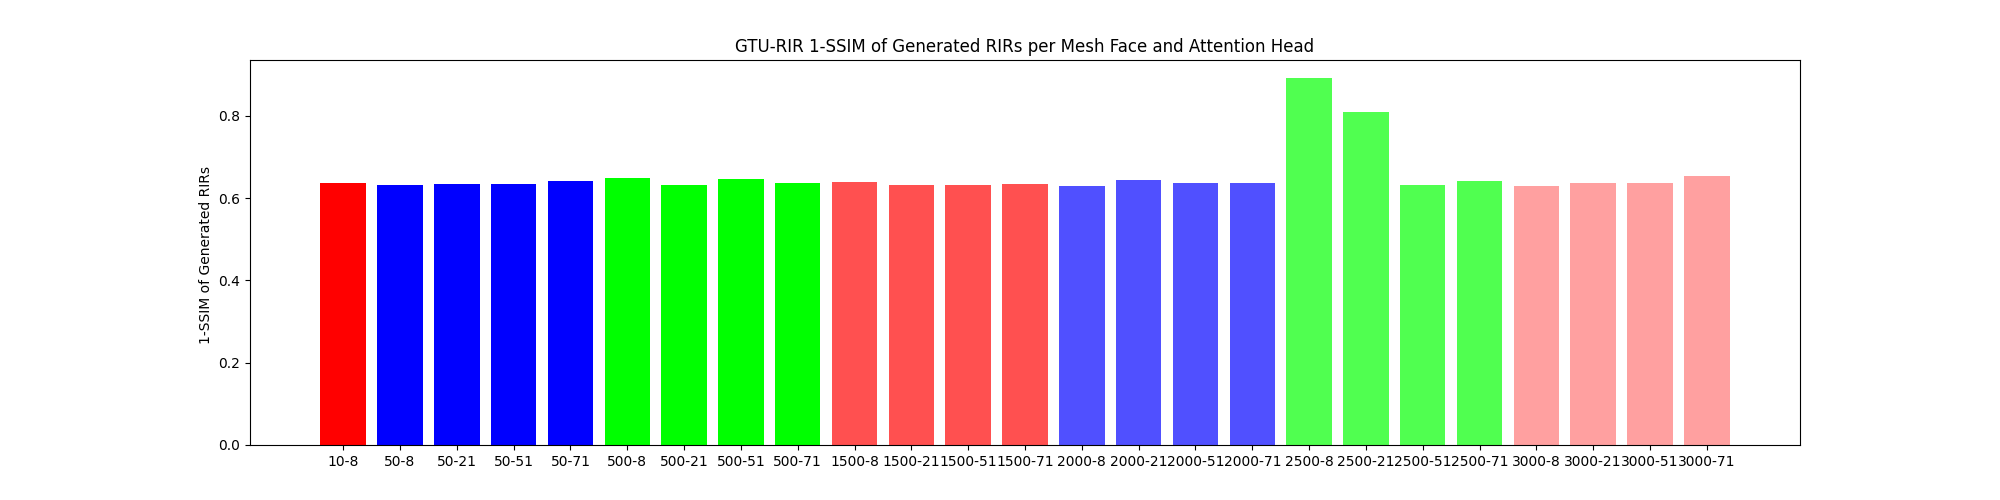 GTU-RIR 1-SSIM of Generated RIRs per Mesh Face and Attention Head
1-SSIM of Generated RIRs
0.8
0.6
0.4
0.2
0.0
10-8 50-8 50-21 50-51 50-71 500-8 500-21 500-51 500-71 1500-8 1500-21 1500-51 1500-71 2000-8 2000-21 2000-51 2000-71 2500-8 2500-21 2500-51 2500-71 3000-8 3000-21 3000-51 3000-71